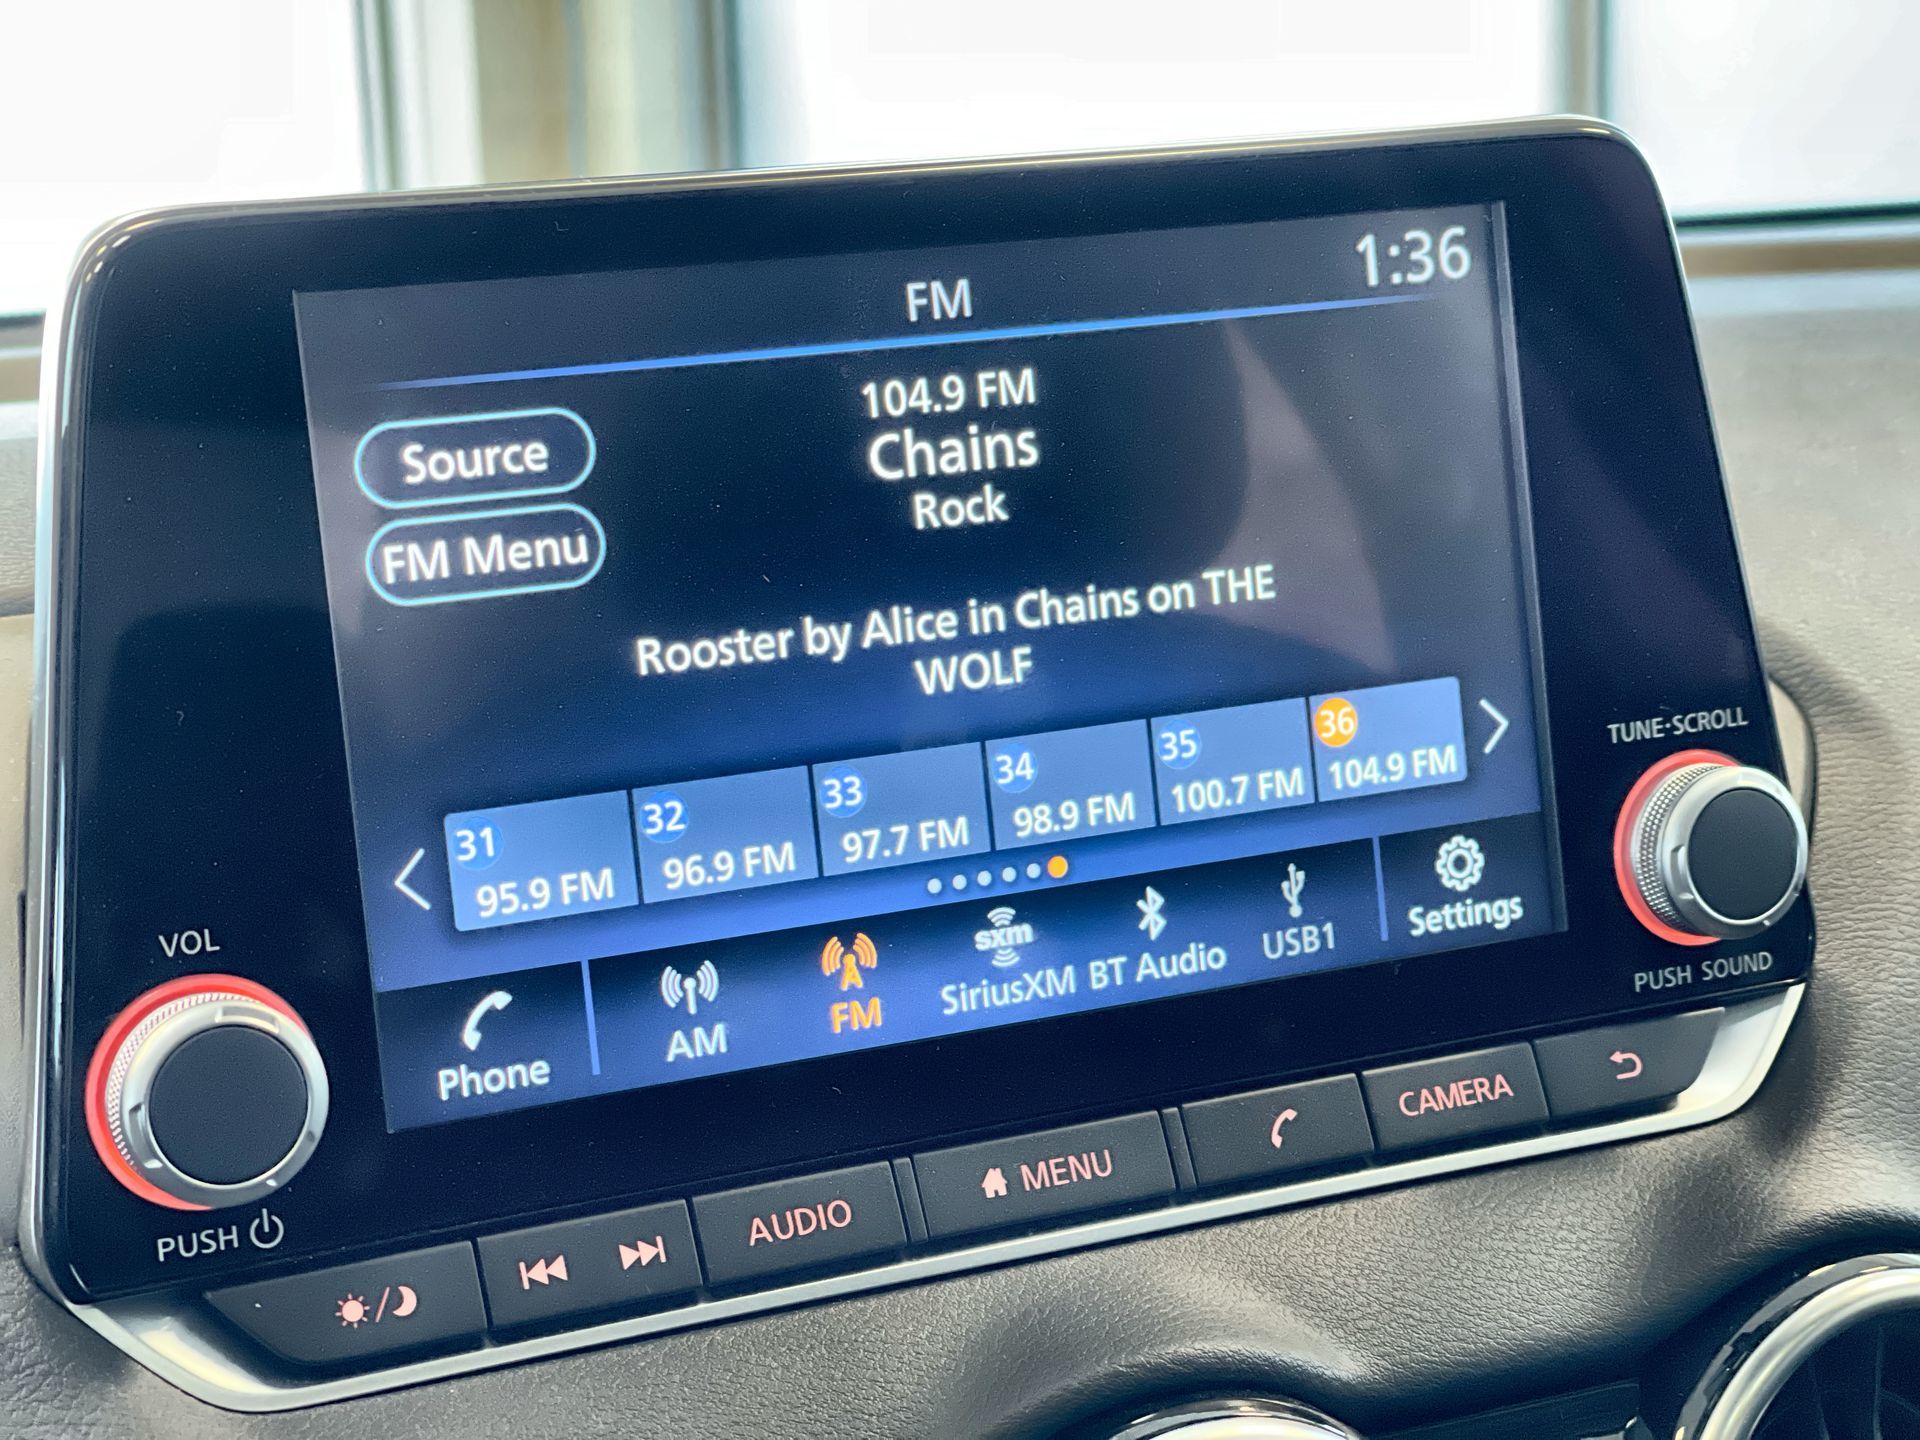 1:36
FM
104.9 FM
Chains
Rock
Source
FM Menu
Rooster by Alice in Chains on THE
WOLF
31 95.9 FM
32 96.9 FM
33 97.7 FM
34 98.9 FM
35 100.7 FM
36 104.9 FM
Phone
AM
FM
sxm
SiriusXM
BT Audio
USB1
Settings
VOL
PUSH
TUNE·SCROLL
PUSH SOUND
AUDIO
MENU
CAMERA